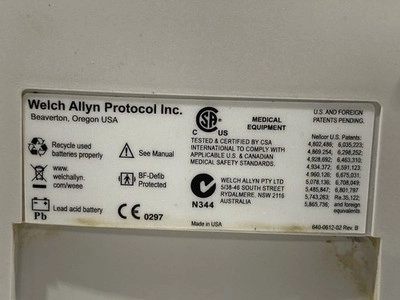 Welch Allyn Protocol Inc.
Beaverton, Oregon USA
Recycle used
batteries properly
See Manual
www.
welchallyn
.com/weee
BF-Defib
Protected
Pb
Lead acid battery
CE 0297
CSA
C US
MEDICAL
EQUIPMENT
TESTED & CERTIFIED BY CSA
INTERNATIONAL TO COMPLY WITH
APPLICABLE U.S. & CANADIAN
MEDICAL SAFETY STANDARDS.
N344
WELCH ALLYN PTY LTD
5/38-46 SOUTH STREET
RYDALMERE, NSW 2116
AUSTRALIA
Made in USA
U.S. AND FOREIGN
PATENTS PENDING.
Nellcor U.S. Patents:
4,802,486; 6,035,223;
4,869,254; 6,298,252;
4,928,692; 6,463,310;
4,934,372; 6,591,123;
4,960,126; 6,675,031;
5,078,136; 6,708,049;
5,485,847; 6,801,797
5,743,263; Re.35,122;
5,865,736; and foreign
equivalents
640-0612-02 Rev. B